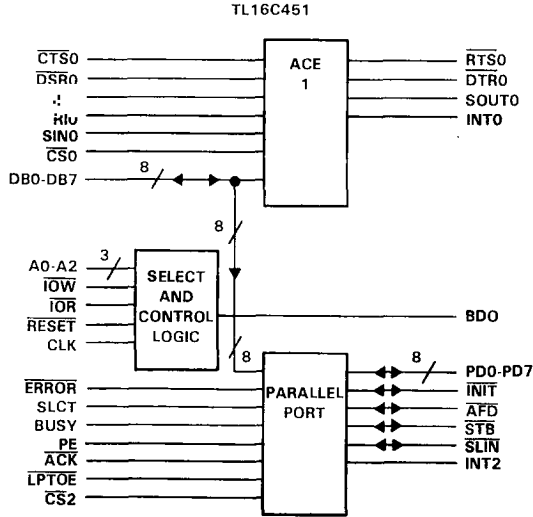 TL16C451
CTS0
DSR0
RI0
SIN0
CS0
DB0-DB7
8
ACE
1
RTS0
DTR0
SOUT0
INT0
8
A0-A2
3
IOW
IOR
RESET
CLK
SELECT
AND
CONTROL
LOGIC
BDO
8
ERROR
SLCT
BUSY
PE
ACK
LPTOE
CS2
PARALLEL
PORT
8
PD0-PD7
INIT
AFD
STB
SLIN
INT2